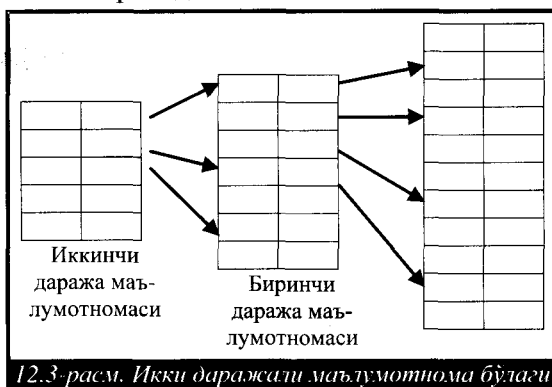 Иккинчи
даража маъ-
лумотномаси
Биринчи
даража маъ-
лумотномаси
12.3-расм. Икки даражали маълумотнома бўлаги